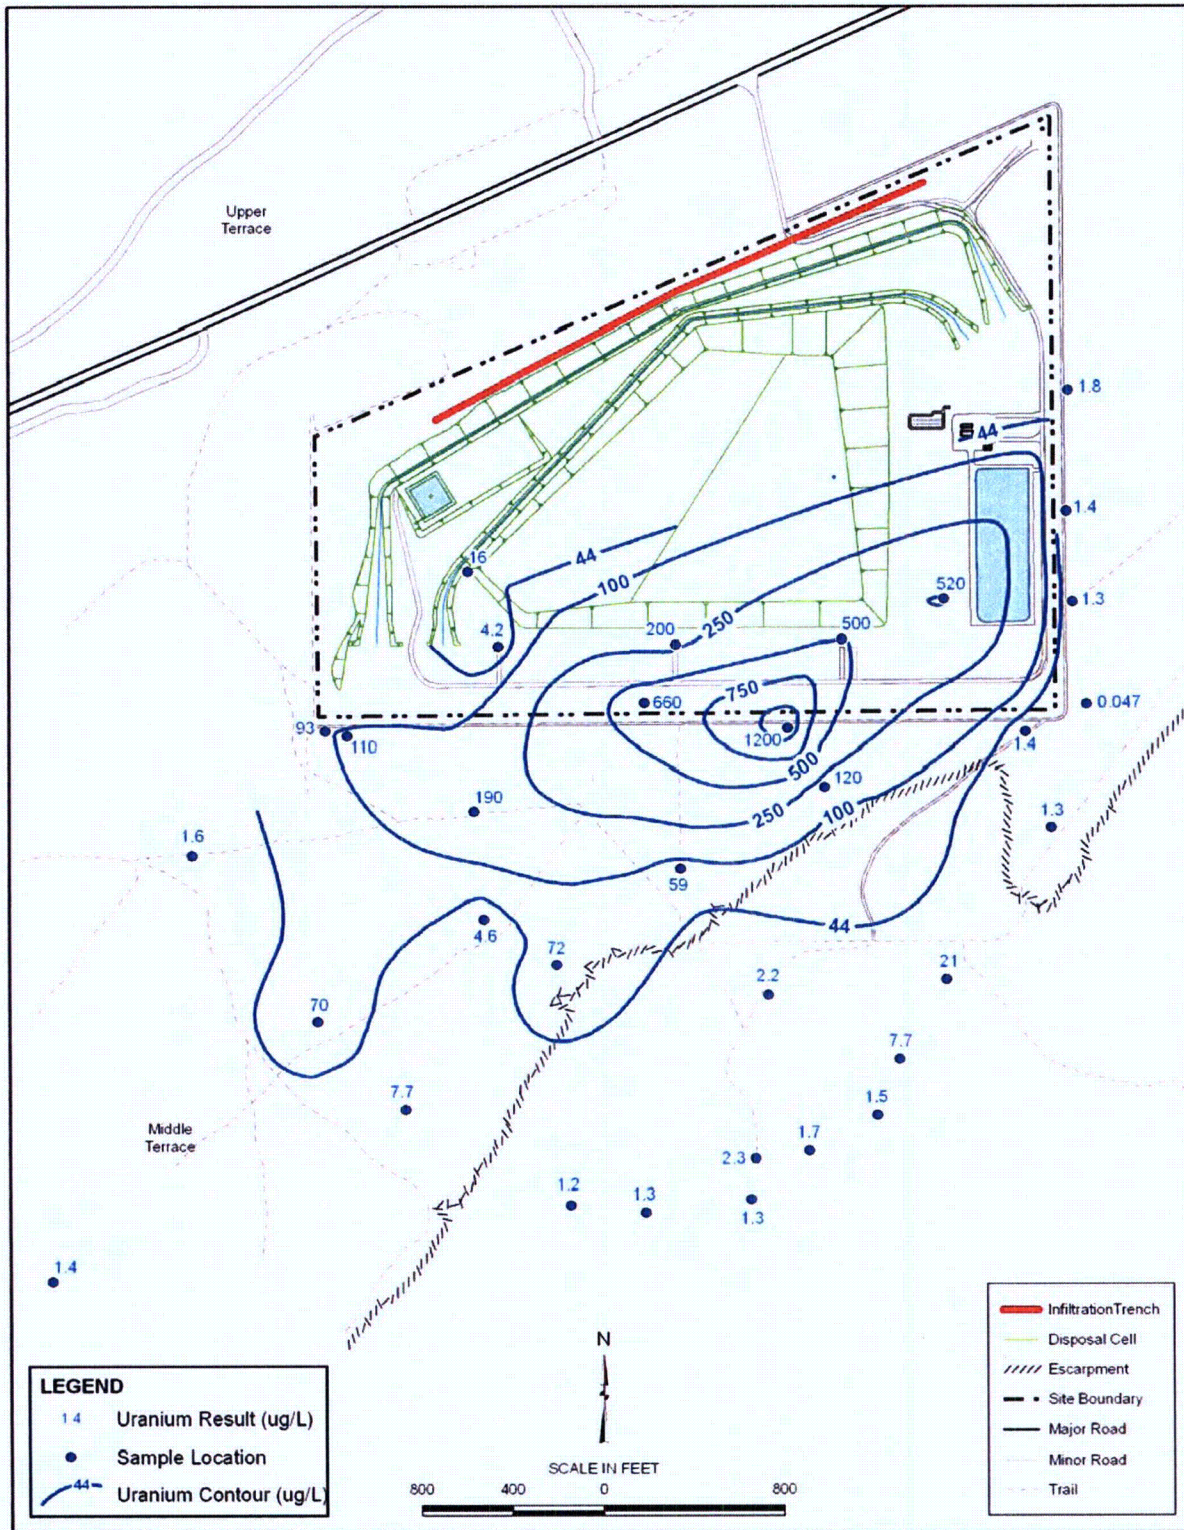 Upper
Terrace
1.8
44
1.4
44
16
100
520
1.3
250
4.2
200
500
750
660
0.047
93
110
1200
1.4
500
120
190
250
100
1.3
1.6
59
4.6
44
72
21
2.2
70
7.7
7.7
1.5
Middle
Terrace
1.7
2.3
1.2
1.3
1.3
1.4
N
SCALE IN FEET
800
400
0
800
LEGEND
1.4 Uranium Result (ug/L)
Sample Location
44 Uranium Contour (ug/L)
InfiltrationTrench
Disposal Cell
Escarpment
Site Boundary
Major Road
Minor Road
Trail